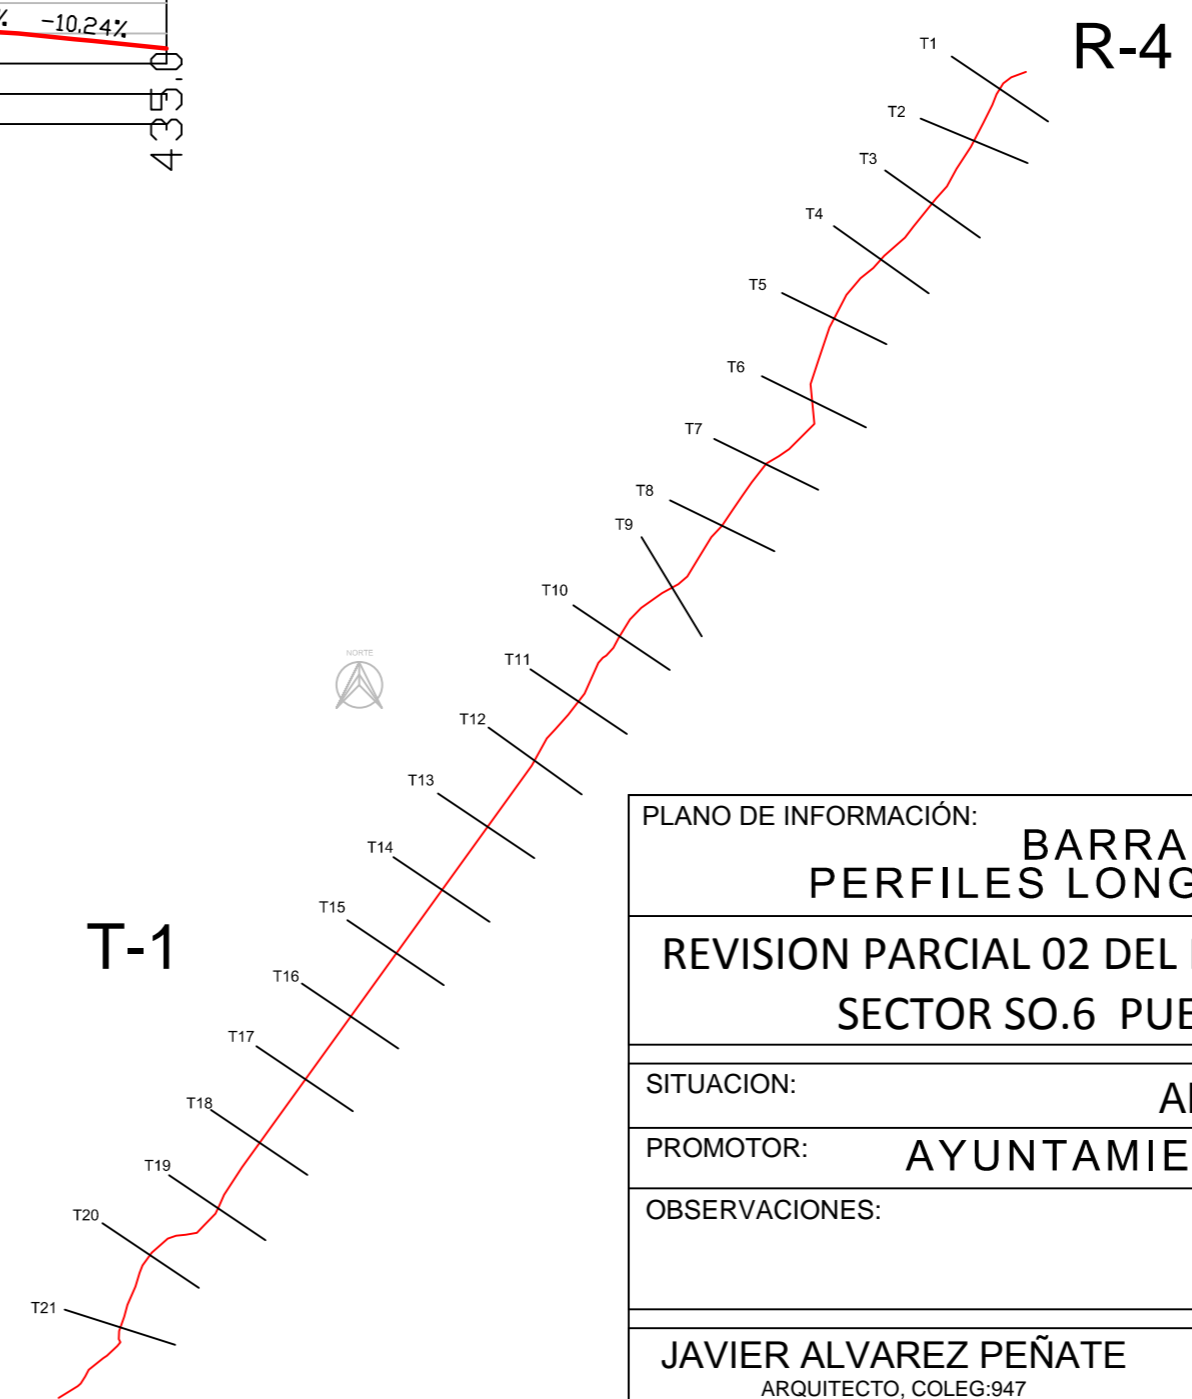 -10.24%
435.0
R-4
T1
T2
T3
T4
T5
T6
T7
T8
T9
T10
NORTE
T11
T12
T13
T14
T15
T-1
T16
T17
T18
T19
T20
T21
PLANO DE INFORMACIÓN:
BARRA
PERFILES LONG
REVISION PARCIAL 02 DEL
SECTOR SO.6 PUE
SITUACION:
PROMOTOR: AYUNTAMIE
OBSERVACIONES:
JAVIER ALVAREZ PEÑATE
ARQUITECTO, COLEG:947